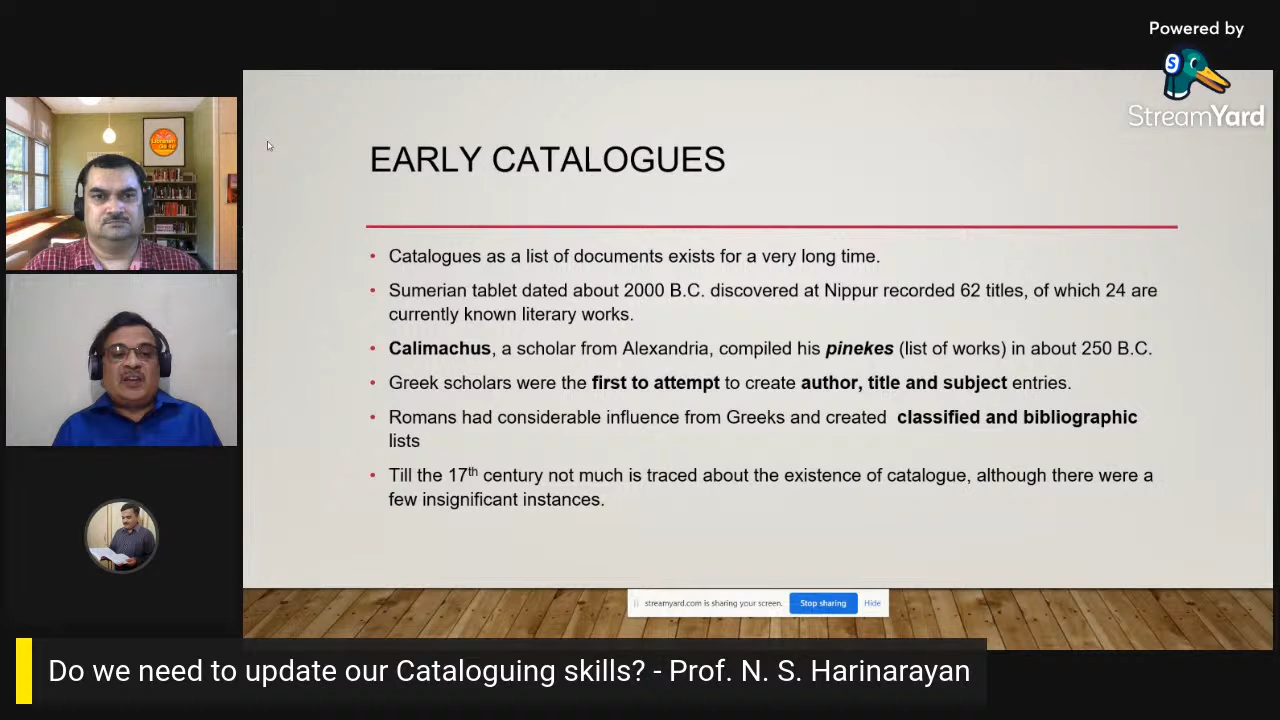 Powered by
S
StreamYard
EARLY CATALOGUES
• Catalogues as a list of documents exists for a very long time.
• Sumerian tablet dated about 2000 B.C. discovered at Nippur recorded 62 titles, of which 24 are
currently known literary works.
• Calimachus, a scholar from Alexandria, compiled his pinekes (list of works) in about 250 B.C.
• Greek scholars were the first to attempt to create author, title and subject entries.
• Romans had considerable influence from Greeks and created classified and bibliographic
lists
• Till the 17th century not much is traced about the existence of catalogue, although there were a
few insignificant instances.
streamyard.com is sharing your screen. Stop sharing Hide
Do we need to update our Cataloguing skills? - Prof. N. S. Harinarayan